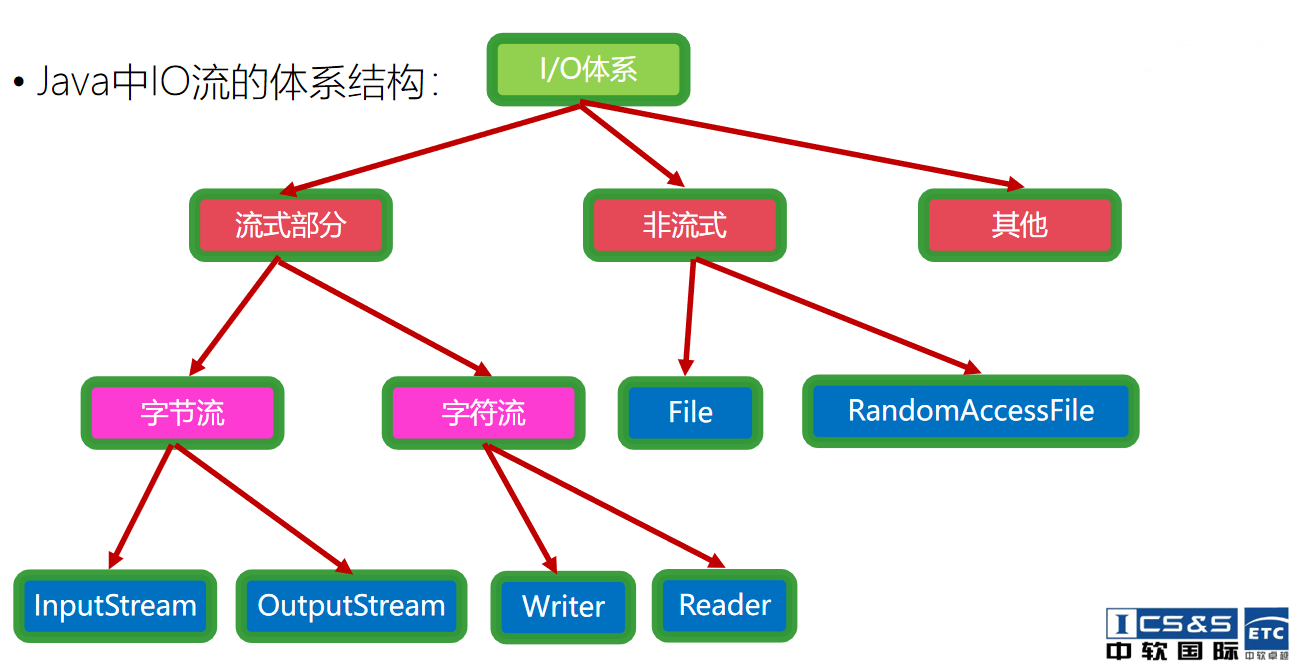 • Java中IO流的体系结构：
I/O体系
流式部分
非流式
其他
字节流
字符流
File
RandomAccessFile
InputStream
OutputStream
Writer
Reader
ICS&S
中软国际
ETC
中软卓越